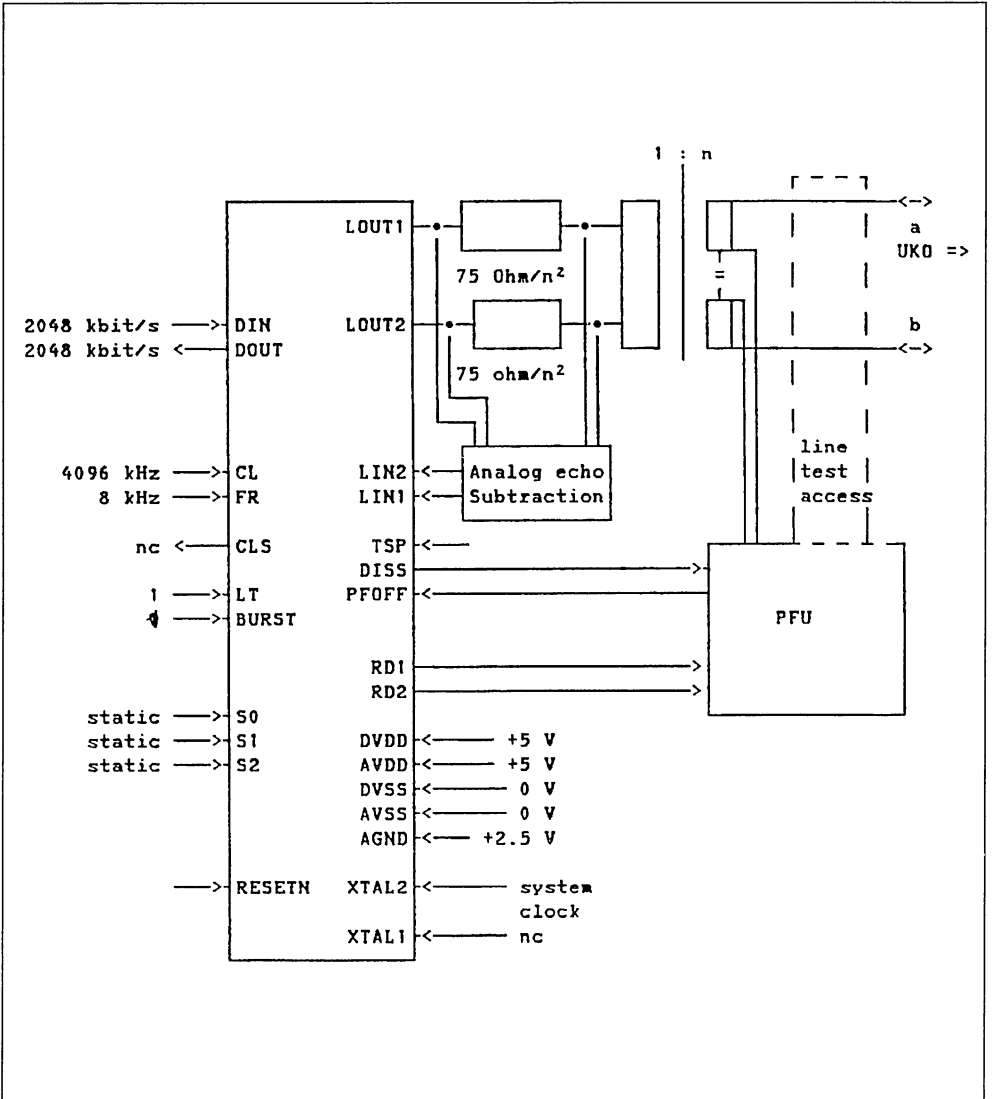 1 : n
LOUT1
a
UK0 =>
75 Ohm/n²
=
2048 kbit/s DIN
LOUT2
b
2048 kbit/s DOUT
75 ohm/n²
line
test
access
4096 kHz CL
LIN2
Analog echo
8 kHz FR
LIN1
Subtraction
nc CLS
TSP
DISS
1 LT
PFOFF
PFU
BURST
RD1
RD2
static S0
static S1
static S2
DVDD +5 V
AVDD +5 V
DVSS 0 V
AVSS 0 V
AGND +2.5 V
RESETN
XTAL2 system
clock
XTAL1 nc